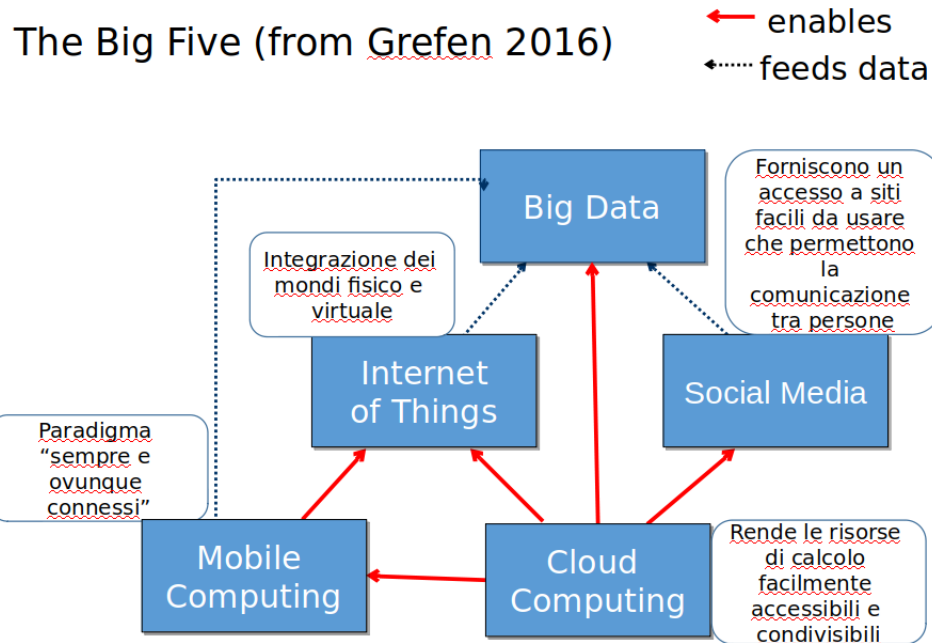 The Big Five (from Grefen 2016)
enables
feeds data
Big Data
Forniscono un
accesso a siti
facili da usare
che permettono
la
comunicazione
tra persone
Integrazione dei
mondi fisico e
virtuale
Internet
of Things
Social Media
Paradigma
“sempre e
ovunque
connessi”
Mobile
Computing
Cloud
Computing
Rende le risorse
di calcolo
facilmente
accessibili e
condivisibili